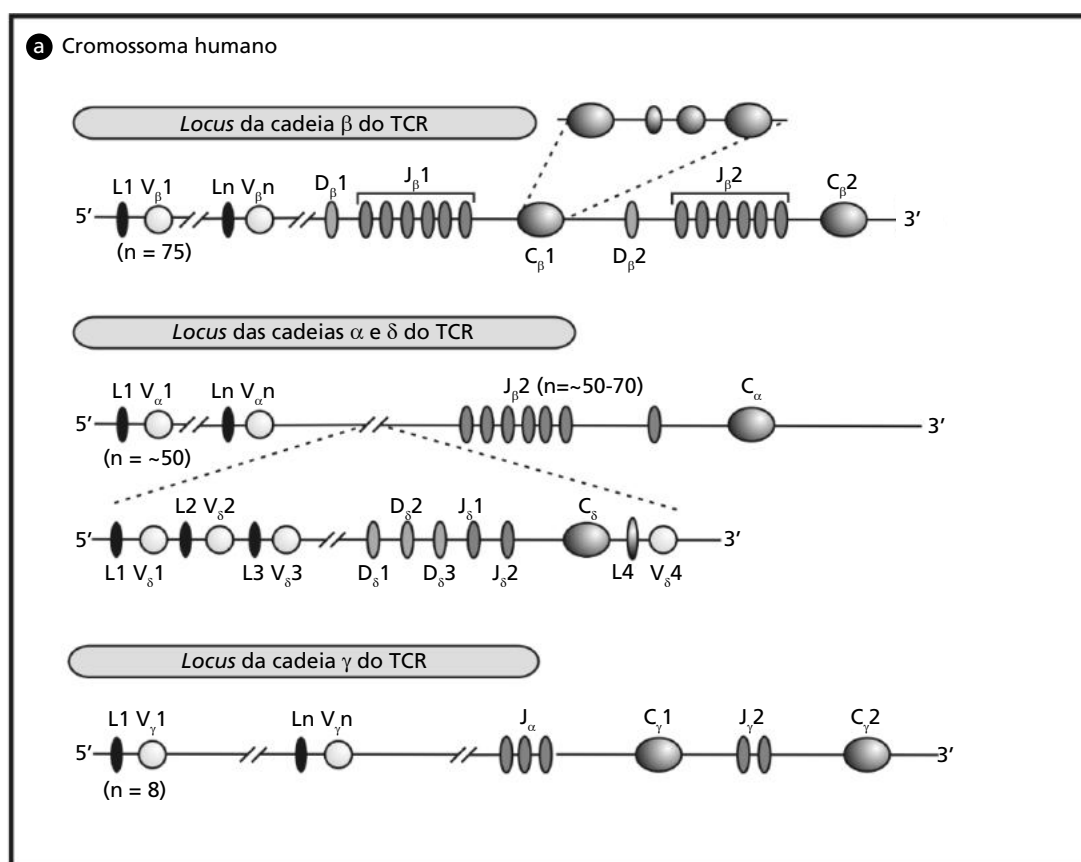 a Cromossoma humano
Locus da cadeia β do TCR
L1 Vβ1 Ln Vβn Dβ1 Jβ1 Jβ2 Cβ2
5′ 3′
(n = 75) Cβ1 Dβ2
Locus das cadeias α e δ do TCR
L1 Vα1 Ln Vαn Jβ2 (n=~50-70) Cα
5′ 3′
(n = ~50)
L2 Vδ2 Dδ2 Jδ1 Cδ
5′ 3′
L1 Vδ1 L3 Vδ3 Dδ1 Dδ3 Jδ2 L4 Vδ4
Locus da cadeia γ do TCR
L1 Vγ1 Ln Vγn Jα Cγ1 Jγ2 Cγ2
5′ 3′
(n = 8)